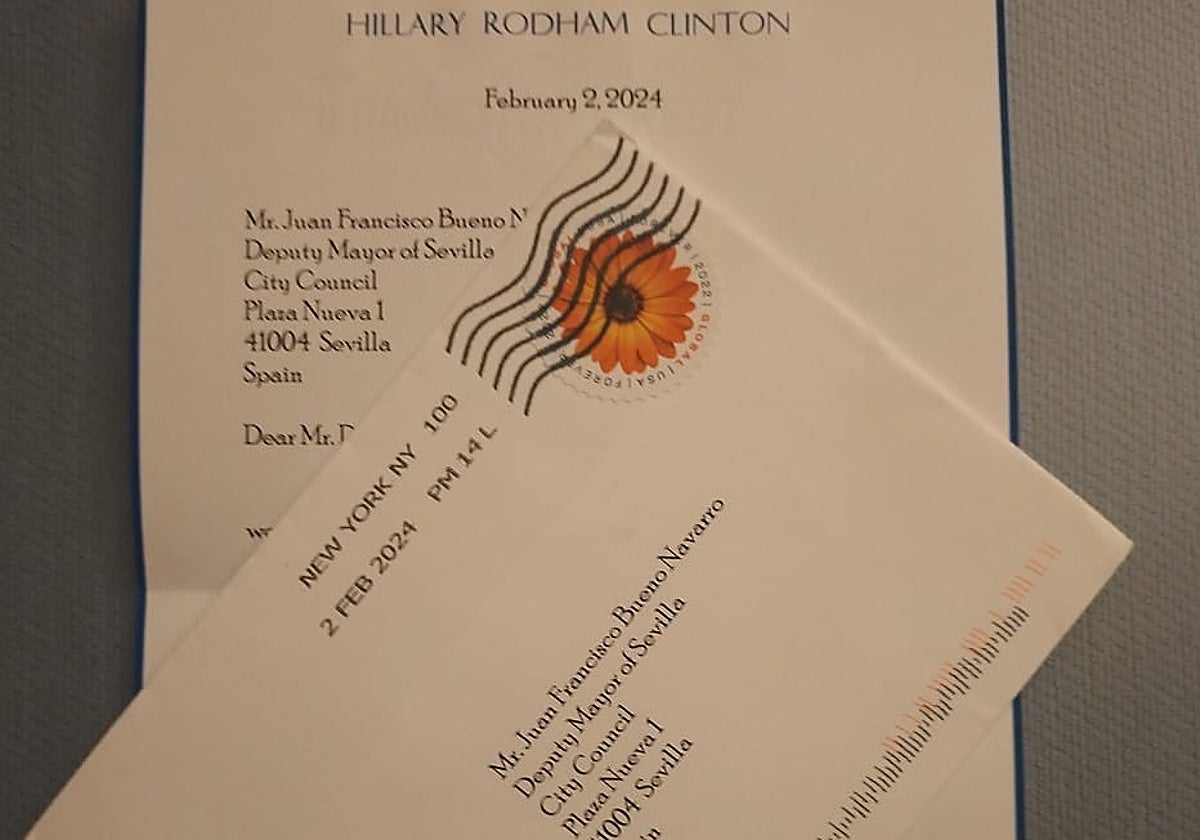 HILLARY RODHAM CLINTON
February 2, 2024
Mr. Juan Francisco Bueno N
Deputy Mayor of Sevilla
City Council
Plaza Nueva 1
41004 Sevilla
Spain
Dear Mr.
2022 | GLOBAL | USA | FOREVER
NEW YORK NY 100
2 FEB 2024 PM 14 L
Mr. Juan Francisco Bueno Navarro
Deputy Mayor of Sevilla
City Council
Plaza Nueva 1
1004 Sevilla
in